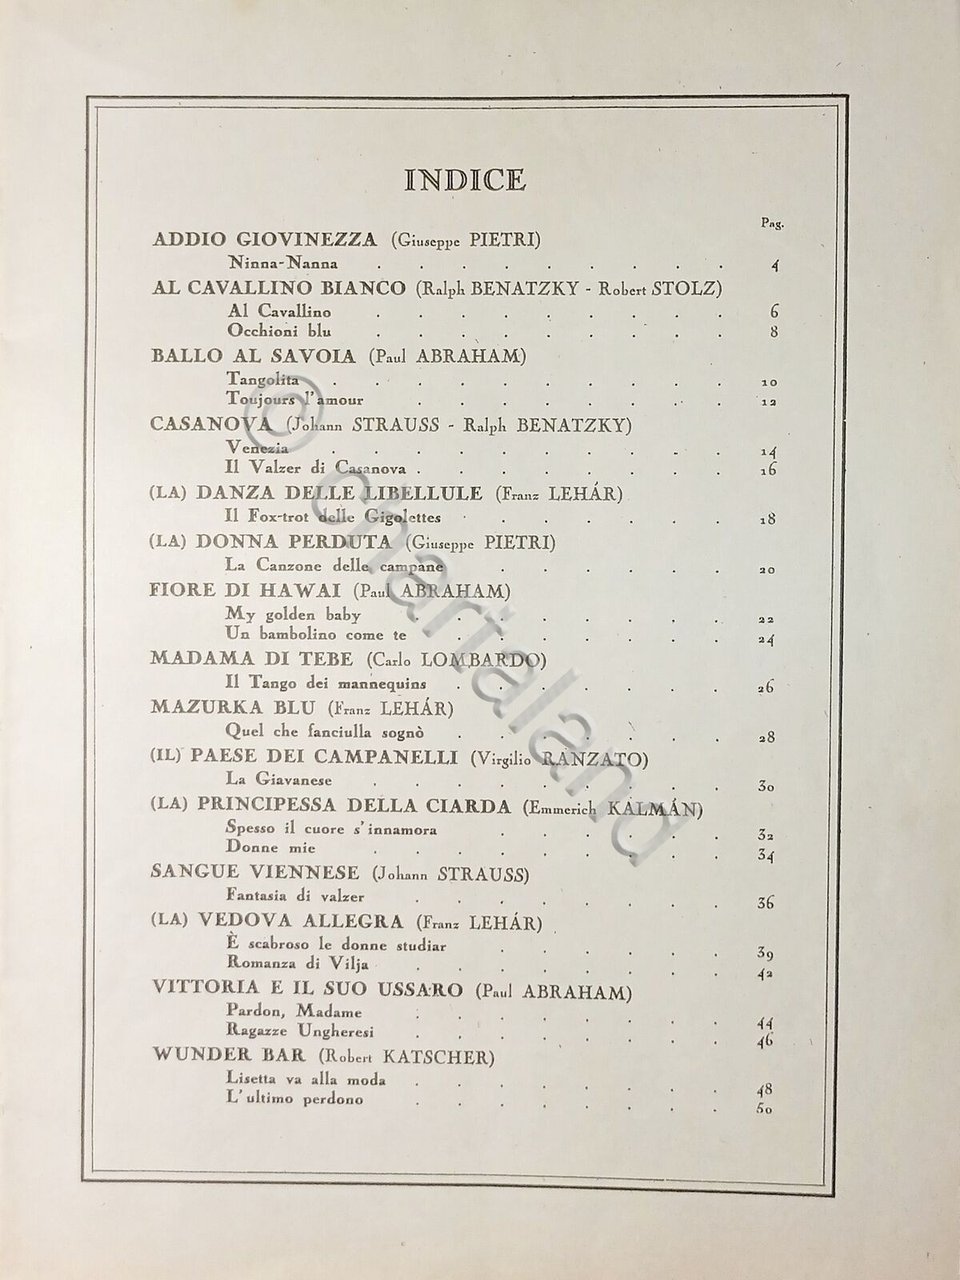 INDICE
Pag.
ADDIO GIOVINEZZA (Giuseppe PIETRI)
Ninna-Nanna . . . . . . . . . 4
AL CAVALLINO BIANCO (Ralph BENATZKY - Robert STOLZ)
Al Cavallino . . . . . . . . . 6
Occhioni blu . . . . . . . . . 8
BALLO AL SAVOIA (Paul ABRAHAM)
Tangolita . . . . . . . . . . 10
Toujours l'amour . . . . . . . . 12
CASANOVA (Johann STRAUSS - Ralph BENATZKY)
Venezia . . . . . . . . . . 14
Il Valzer di Casanova . . . . . . . . 16
(LA) DANZA DELLE LIBELLULE (Franz LEHÁR)
Il Fox-trot delle Gigolettes . . . . . . . 18
(LA) DONNA PERDUTA (Giuseppe PIETRI)
La Canzone delle campane . . . . . . 20
FIORE DI HAWAI (Paul ABRAHAM)
My golden baby . . . . . . . . 22
Un bambolino come te . . . . . . . 24
MADAMA DI TEBE (Carlo LOMBARDO)
Il Tango dei mannequins . . . . . . . 26
MAZURKA BLU (Franz LEHÁR)
Quel che fanciulla sognò . . . . . . . 28
(IL) PAESE DEI CAMPANELLI (Virgilio RANZATO)
La Giavanese . . . . . . . . . 30
(LA) PRINCIPESSA DELLA CIARDA (Emmerich KÁLMÁN)
Spesso il cuore s'innamora . . . . . . 32
Donne mie . . . . . . . . . 34
SANGUE VIENNESE (Johann STRAUSS)
Fantasia di valzer . . . . . . . . 36
(LA) VEDOVA ALLEGRA (Franz LEHÁR)
È scabroso le donne studiar . . . . . . 39
Romanza di Vilja . . . . . . . . 42
VITTORIA E IL SUO USSARO (Paul ABRAHAM)
Pardon, Madame . . . . . . . . 44
Ragazze Ungheresi . . . . . . . . 46
WUNDER BAR (Robert KATSCHER)
Lisetta va alla moda . . . . . . . . 48
L'ultimo perdono . . . . . . . . 50
© chartaland